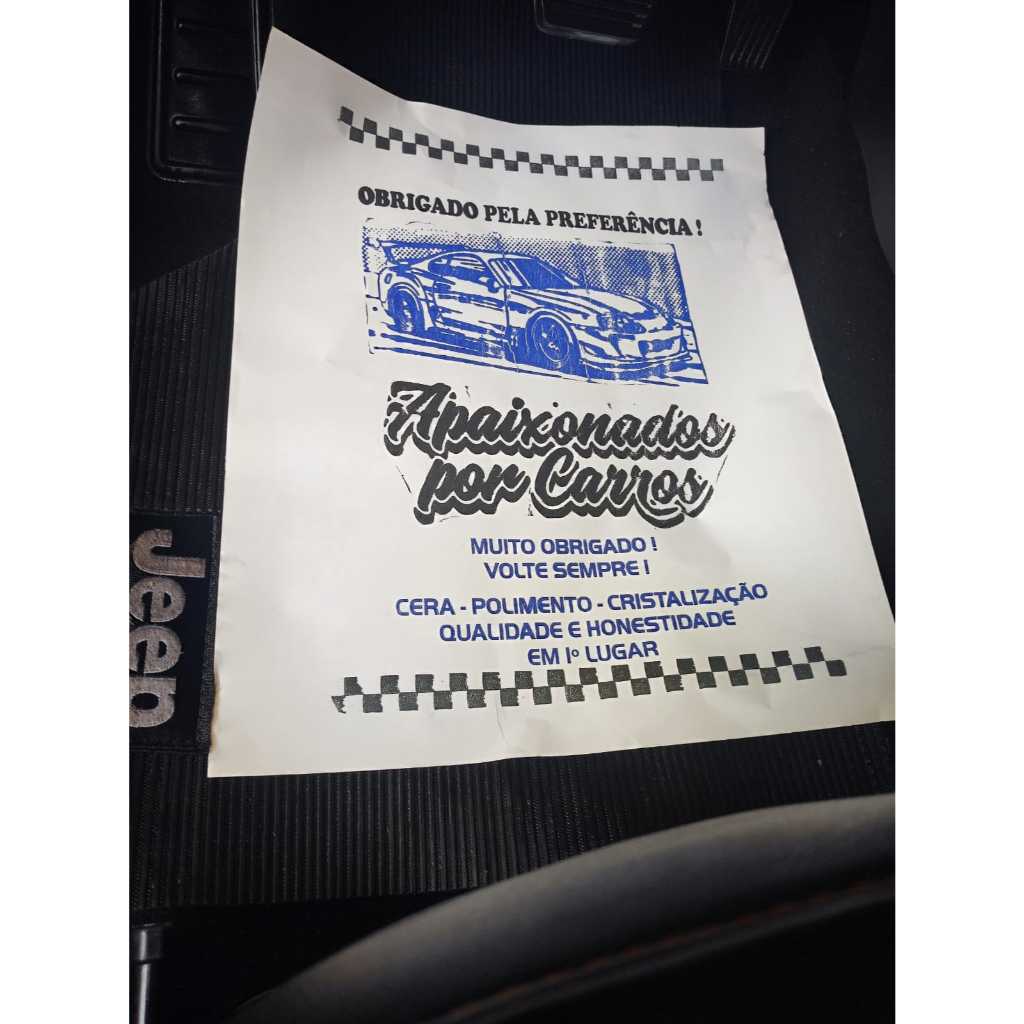 OBRIGADO PELA PREFERÊNCIA !
Apaixonados
por Carros
MUITO OBRIGADO !
VOLTE SEMPRE !
CERA - POLIMENTO - CRISTALIZAÇÃO
QUALIDADE E HONESTIDADE
EM 1º LUGAR
Jeep